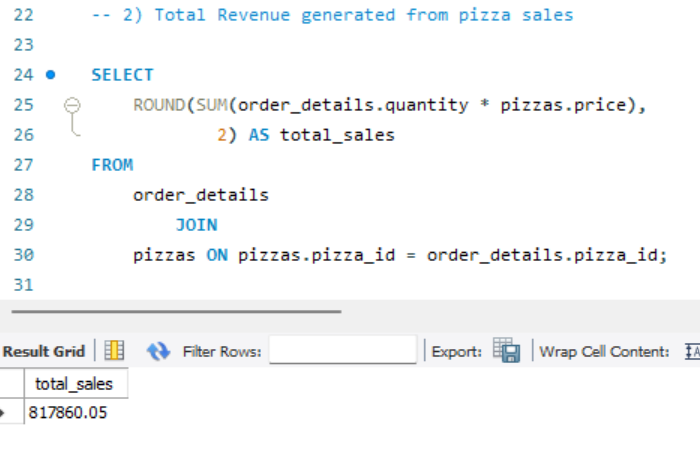 22 -- 2) Total Revenue generated from pizza sales
23
24 SELECT
25 ROUND(SUM(order_details.quantity * pizzas.price),
26 2) AS total_sales
27 FROM
28 order_details
29 JOIN
30 pizzas ON pizzas.pizza_id = order_details.pizza_id;
31
Result Grid Filter Rows: Export: Wrap Cell Content:
total_sales
817860.05